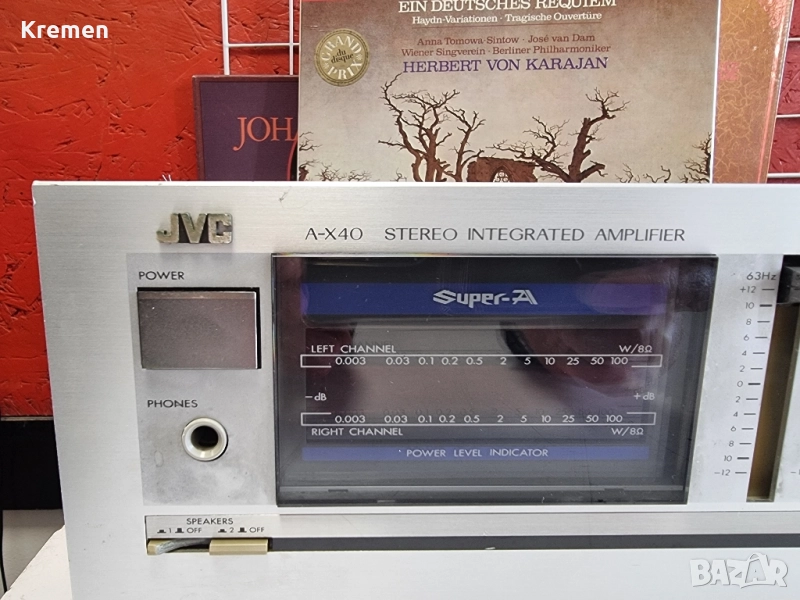 Kremen
EIN DEUTSCHES REQUIEM
Haydn-Variationen · Tragische Ouvertüre
Anna Tomowa-Sintow · José van Dam
Wiener Singverein · Berliner Philharmoniker
HERBERT VON KARAJAN
GRAND PRIX
du disque
JOH
JVC
A-X40 STEREO INTEGRATED AMPLIFIER
POWER
PHONES
Super-A
LEFT CHANNEL W/8Ω
0.003 0.03 0.1 0.2 0.5 2 5 10 25 50 100
-dB +dB
0.003 0.03 0.1 0.2 0.5 2 5 10 25 50 100
RIGHT CHANNEL W/8Ω
POWER LEVEL INDICATOR
63Hz
+12
10
8
6
4
2
0
2
4
6
8
10
-12
SPEAKERS
1 OFF 2 OFF
BAZAR